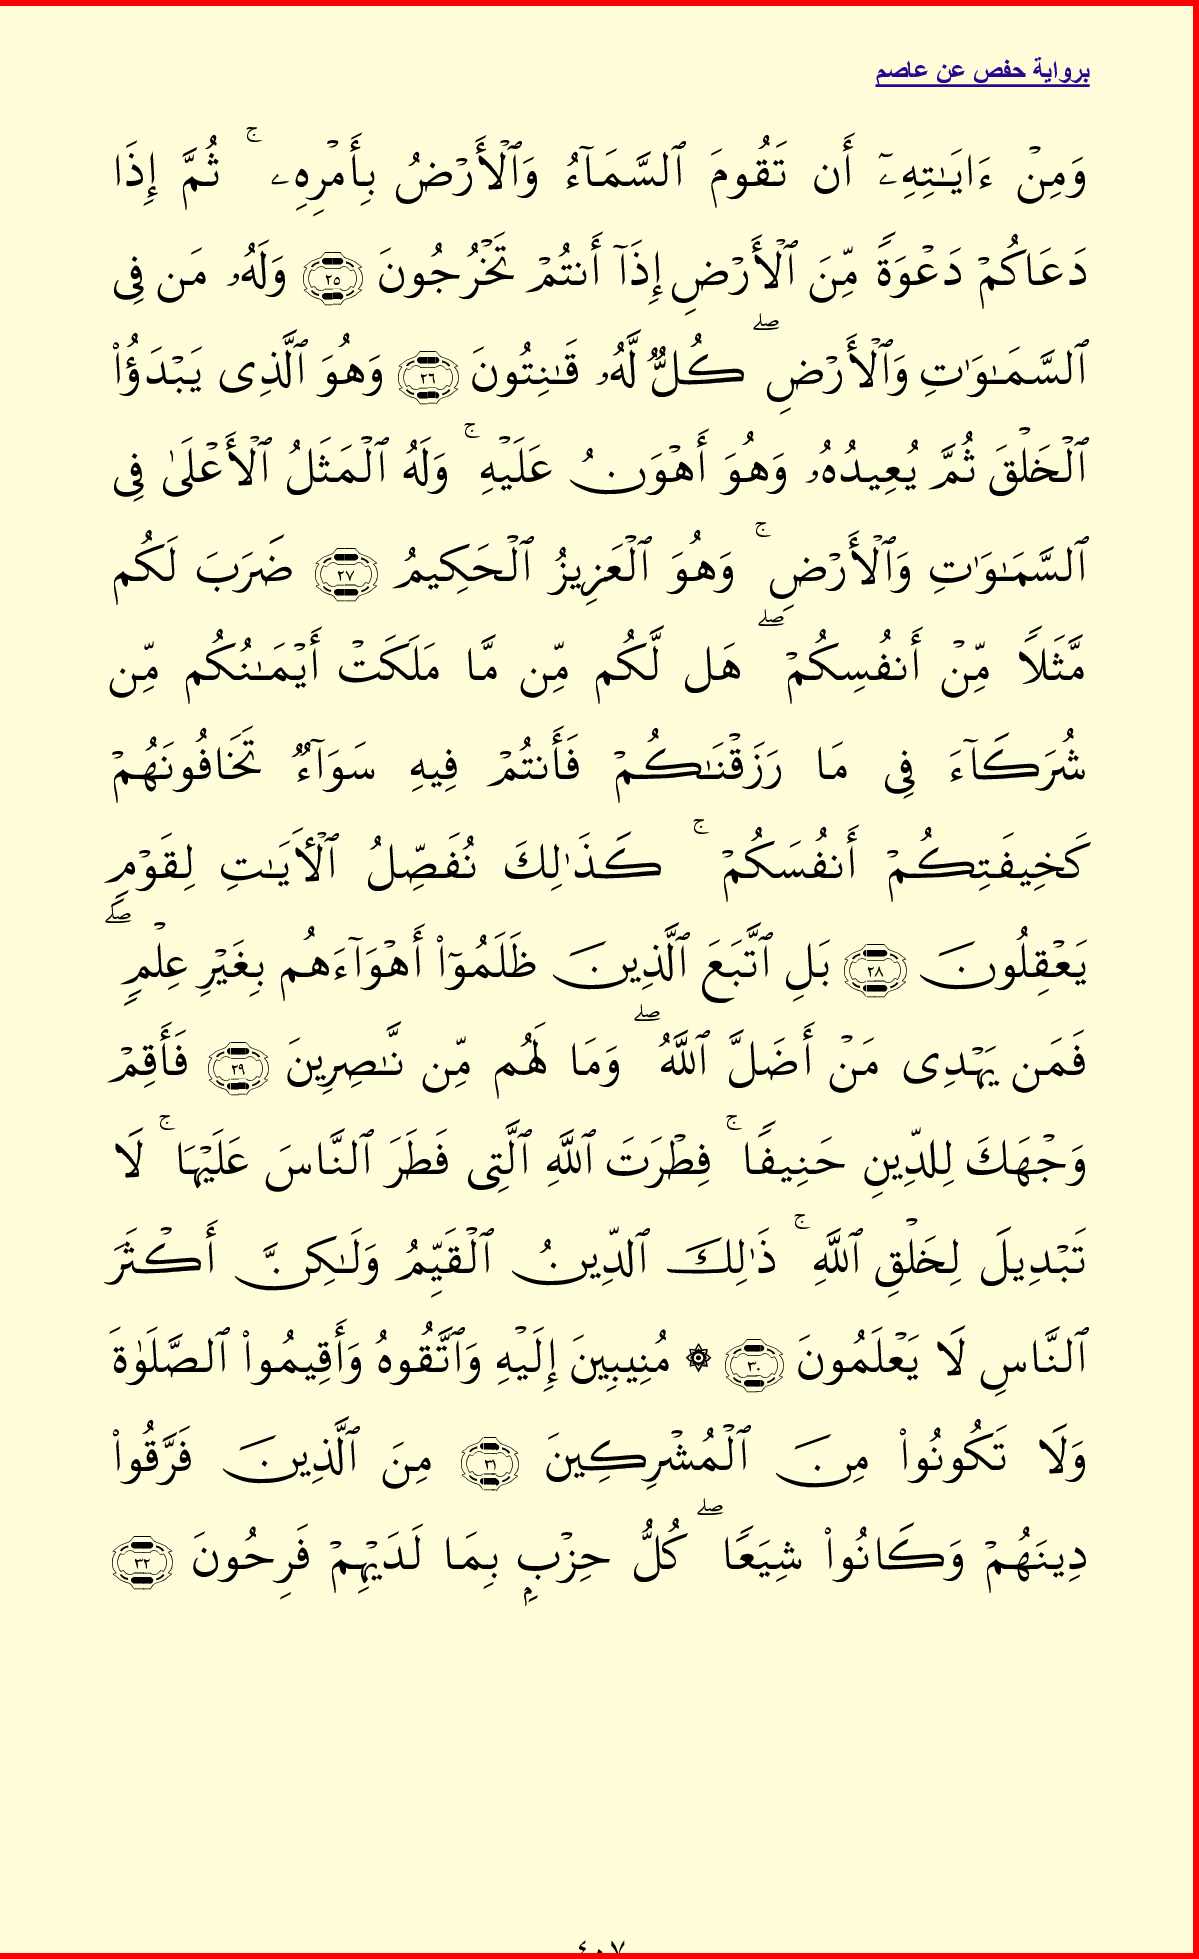 برواية حفص عن عاصم
وَمِنْ ءَايَـٰتِهِۦٓ أَن تَقُومَ ٱلسَّمَآءُ وَٱلْأَرْضُ بِأَمْرِهِۦ ۚ ثُمَّ إِذَا
دَعَاكُمْ دَعْوَةً مِّنَ ٱلْأَرْضِ إِذَآ أَنتُمْ تَخْرُجُونَ ٢٥ وَلَهُۥ مَن فِى
ٱلسَّمَـٰوَٰتِ وَٱلْأَرْضِ ۖ كُلٌّ لَّهُۥ قَـٰنِتُونَ ٢٦ وَهُوَ ٱلَّذِى يَبْدَؤُا۟
ٱلْخَلْقَ ثُمَّ يُعِيدُهُۥ وَهُوَ أَهْوَنُ عَلَيْهِ ۚ وَلَهُ ٱلْمَثَلُ ٱلْأَعْلَىٰ فِى
ٱلسَّمَـٰوَٰتِ وَٱلْأَرْضِ ۚ وَهُوَ ٱلْعَزِيزُ ٱلْحَكِيمُ ٢٧ ضَرَبَ لَكُم
مَّثَلًا مِّنْ أَنفُسِكُمْ ۖ هَل لَّكُم مِّن مَّا مَلَكَتْ أَيْمَـٰنُكُم مِّن
شُرَكَآءَ فِى مَا رَزَقْنَـٰكُمْ فَأَنتُمْ فِيهِ سَوَآءٌ تَخَافُونَهُمْ
كَخِيفَتِكُمْ أَنفُسَكُمْ ۚ كَذَٰلِكَ نُفَصِّلُ ٱلْـَٔايَـٰتِ لِقَوْمٍ
يَعْقِلُونَ ٢٨ بَلِ ٱتَّبَعَ ٱلَّذِينَ ظَلَمُوٓا۟ أَهْوَآءَهُم بِغَيْرِ عِلْمٍ ۖ
فَمَن يَهْدِى مَنْ أَضَلَّ ٱللَّهُ ۖ وَمَا لَهُم مِّن نَّـٰصِرِينَ ٢٩ فَأَقِمْ
وَجْهَكَ لِلدِّينِ حَنِيفًا ۚ فِطْرَتَ ٱللَّهِ ٱلَّتِى فَطَرَ ٱلنَّاسَ عَلَيْهَا ۚ لَا
تَبْدِيلَ لِخَلْقِ ٱللَّهِ ۚ ذَٰلِكَ ٱلدِّينُ ٱلْقَيِّمُ وَلَـٰكِنَّ أَكْثَرَ
ٱلنَّاسِ لَا يَعْلَمُونَ ٣٠ ۞ مُنِيبِينَ إِلَيْهِ وَٱتَّقُوهُ وَأَقِيمُوا۟ ٱلصَّلَوٰةَ
وَلَا تَكُونُوا۟ مِنَ ٱلْمُشْرِكِينَ ٣١ مِنَ ٱلَّذِينَ فَرَّقُوا۟
دِينَهُمْ وَكَانُوا۟ شِيَعًا ۖ كُلُّ حِزْبٍۭ بِمَا لَدَيْهِمْ فَرِحُونَ ٣٢
٤٠٧